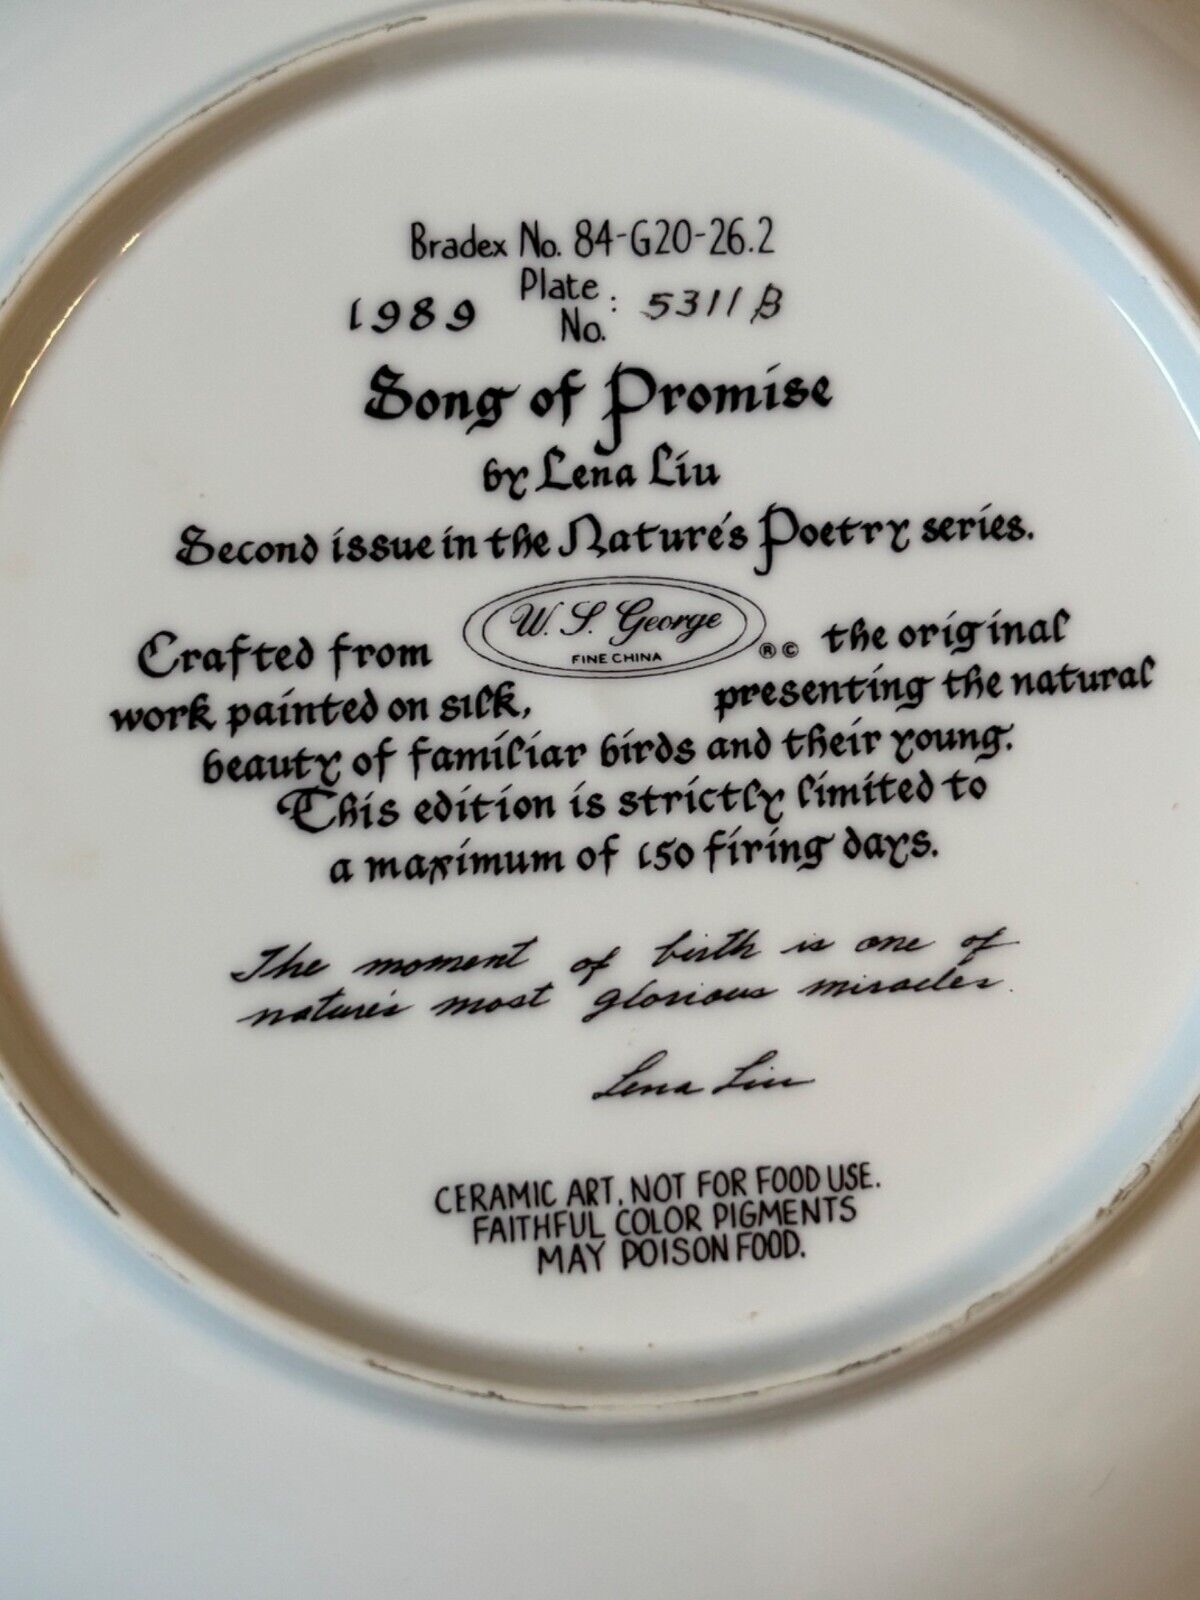 Bradex No. 84-G20-26.2
1989 Plate No. : 5311B
Song of Promise
by Lena Liu
Second issue in the Nature's Poetry series.
Crafted from W. S. George FINE CHINA ® © the original
work painted on silk, presenting the natural
beauty of familiar birds and their young.
This edition is strictly limited to
a maximum of 150 firing days.
The moment of birth is one of
nature's most glorious miracles.
Lena Liu
CERAMIC ART. NOT FOR FOOD USE.
FAITHFUL COLOR PIGMENTS
MAY POISON FOOD.